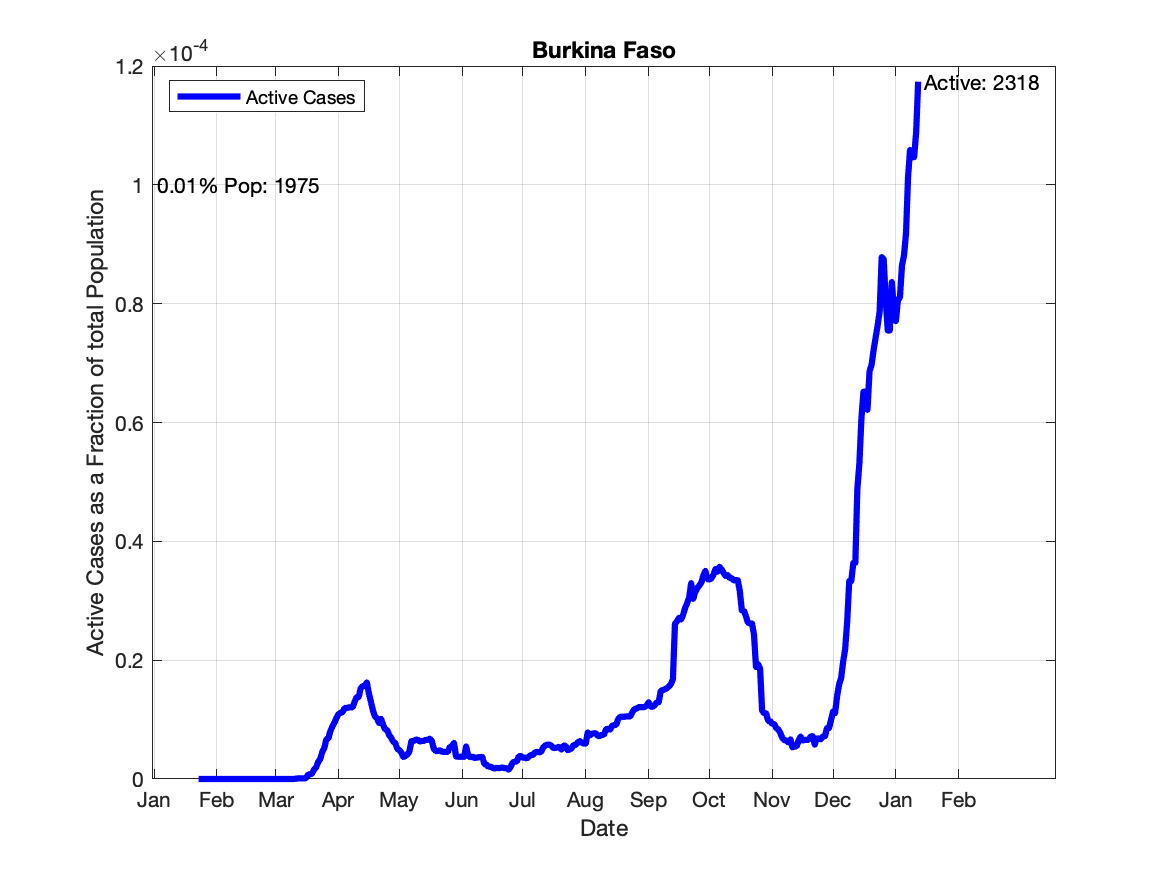 Burkina Faso
×10-4
1.2
1
0.8
0.6
0.4
0.2
0
Active Cases as a Fraction of total Population
Active Cases
0.01% Pop: 1975
Active: 2318
Jan Feb Mar Apr May Jun Jul Aug Sep Oct Nov Dec Jan Feb
Date